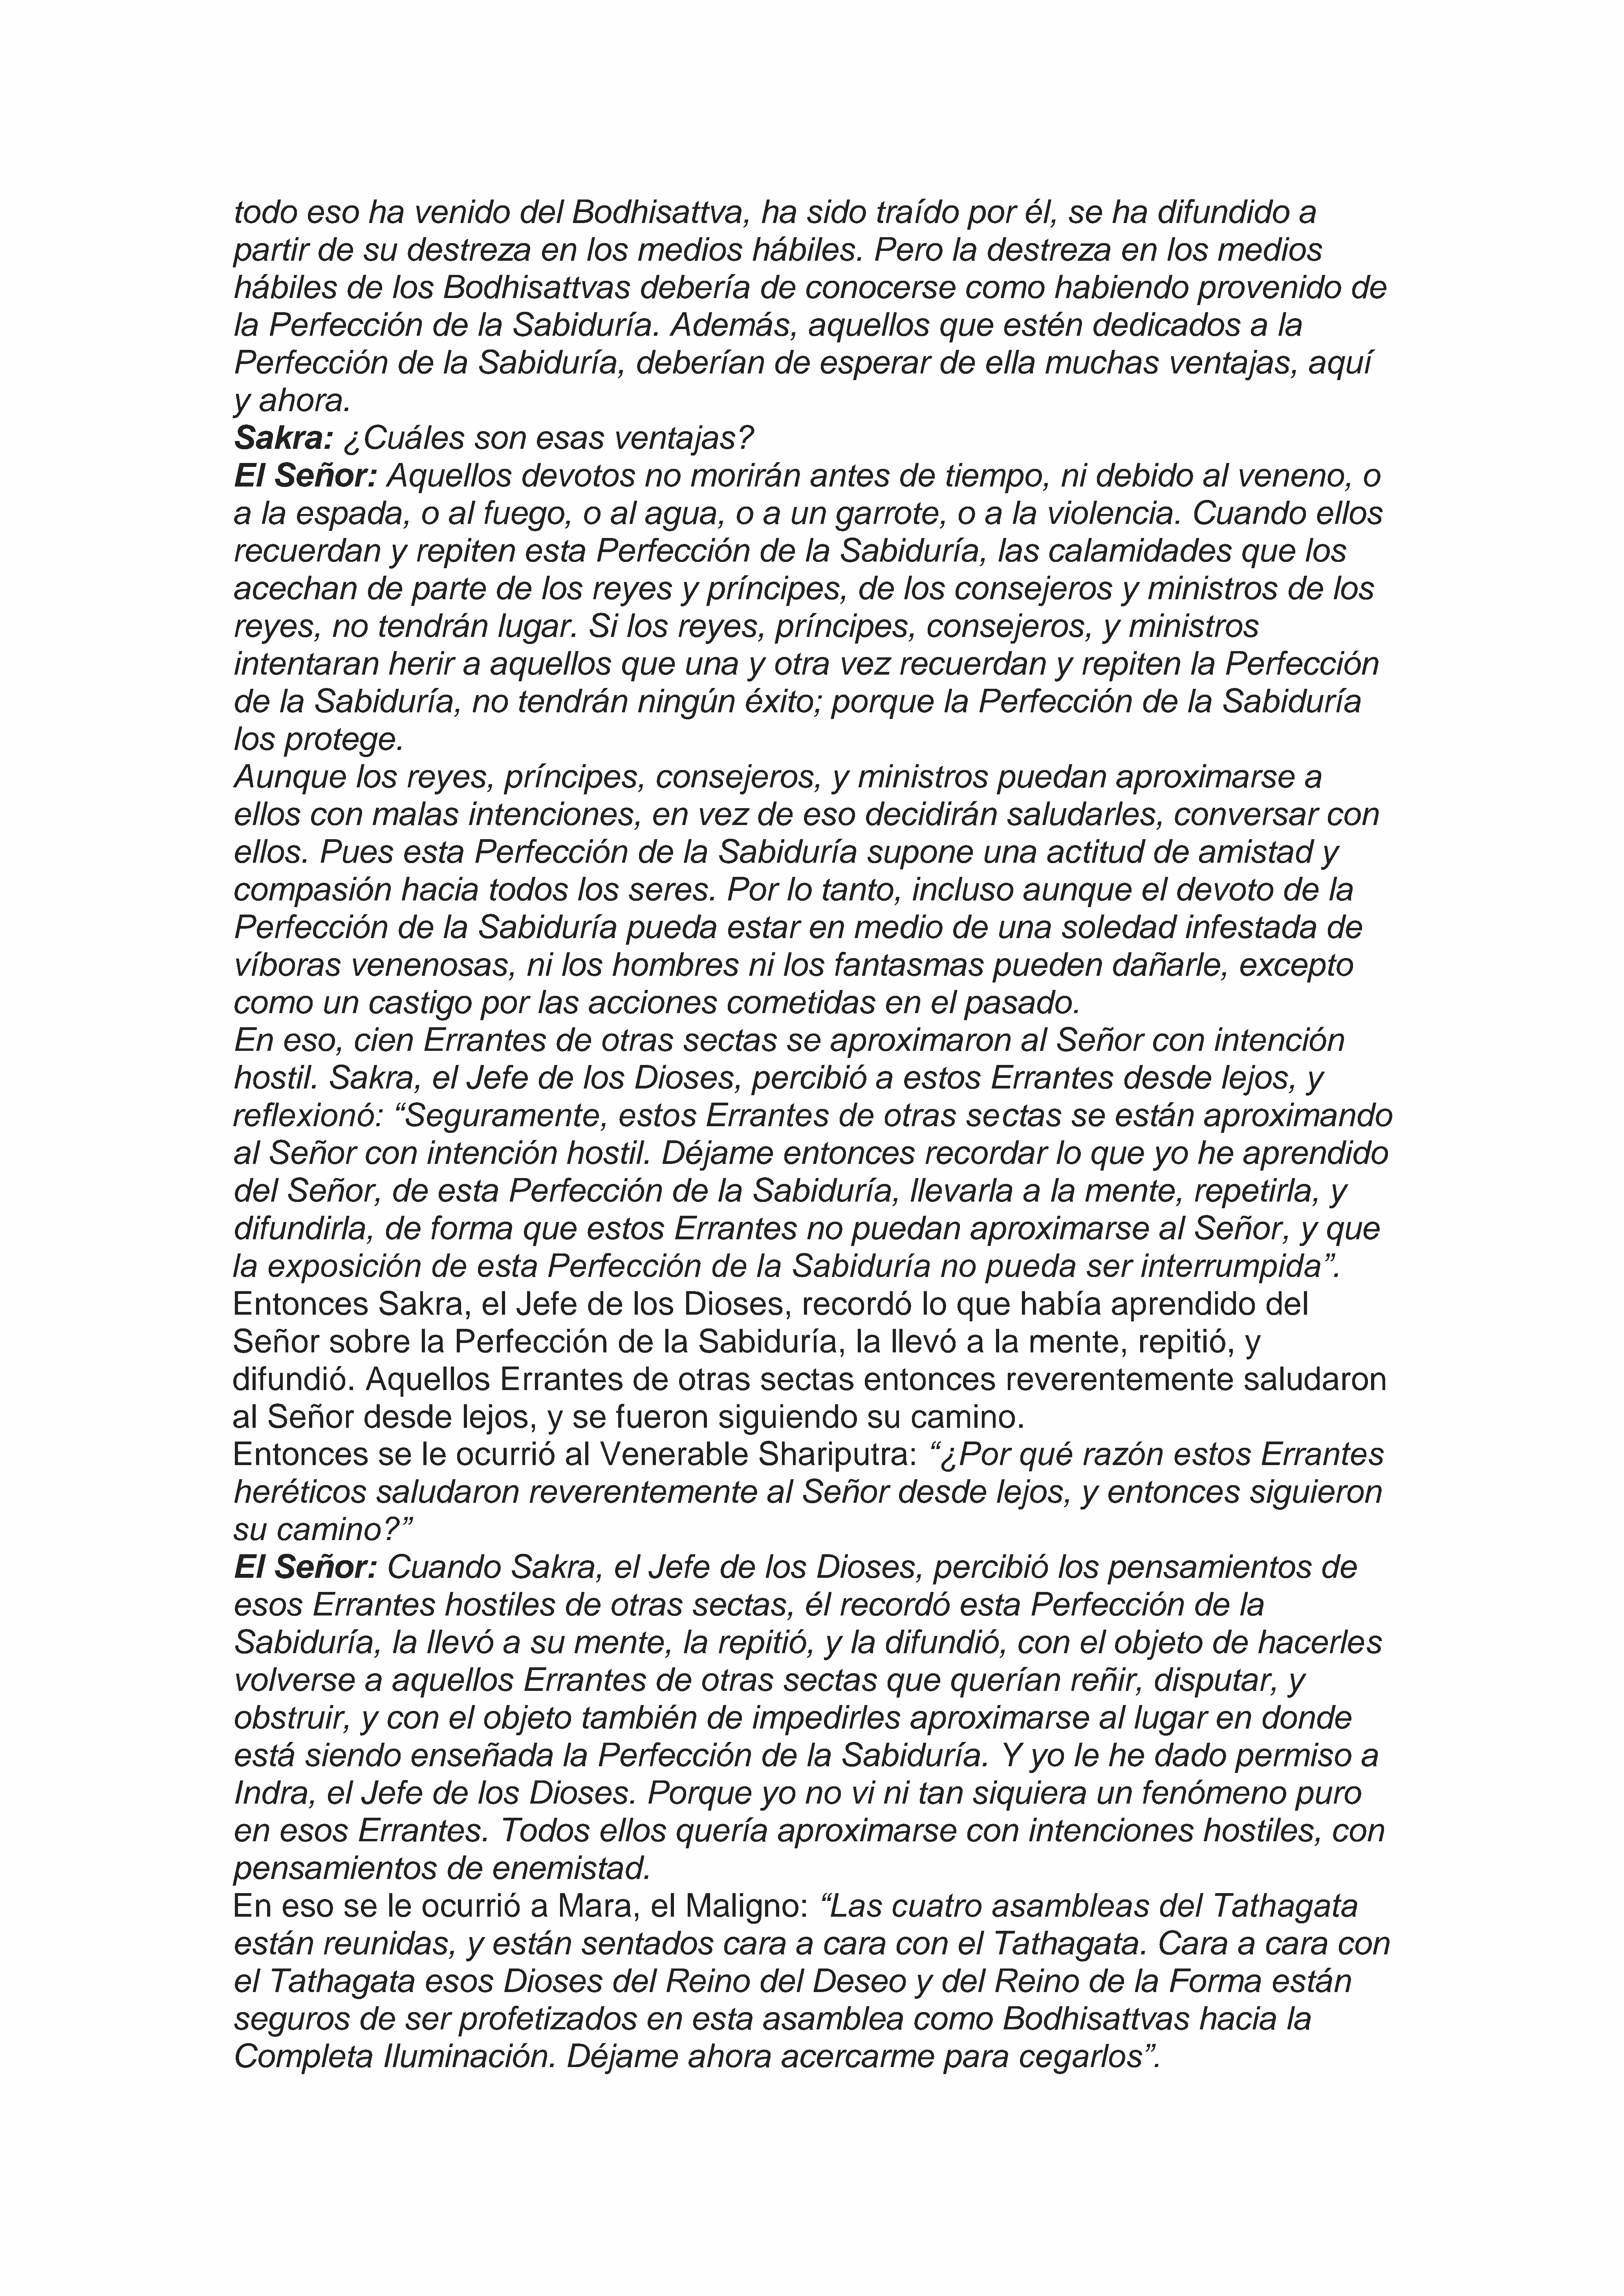 todo eso ha venido del Bodhisattva, ha sido traído por él, se ha difundido a
partir de su destreza en los medios hábiles. Pero la destreza en los medios
hábiles de los Bodhisattvas debería de conocerse como habiendo provenido de
la Perfección de la Sabiduría. Además, aquellos que estén dedicados a la
Perfección de la Sabiduría, deberían de esperar de ella muchas ventajas, aquí
y ahora.
Sakra: ¿Cuáles son esas ventajas?
El Señor: Aquellos devotos no morirán antes de tiempo, ni debido al veneno, o
a la espada, o al fuego, o al agua, o a un garrote, o a la violencia. Cuando ellos
recuerdan y repiten esta Perfección de la Sabiduría, las calamidades que los
acechan de parte de los reyes y príncipes, de los consejeros y ministros de los
reyes, no tendrán lugar. Si los reyes, príncipes, consejeros, y ministros
intentaran herir a aquellos que una y otra vez recuerdan y repiten la Perfección
de la Sabiduría, no tendrán ningún éxito; porque la Perfección de la Sabiduría
los protege.
Aunque los reyes, príncipes, consejeros, y ministros puedan aproximarse a
ellos con malas intenciones, en vez de eso decidirán saludarles, conversar con
ellos. Pues esta Perfección de la Sabiduría supone una actitud de amistad y
compasión hacia todos los seres. Por lo tanto, incluso aunque el devoto de la
Perfección de la Sabiduría pueda estar en medio de una soledad infestada de
víboras venenosas, ni los hombres ni los fantasmas pueden dañarle, excepto
como un castigo por las acciones cometidas en el pasado.
En eso, cien Errantes de otras sectas se aproximaron al Señor con intención
hostil. Sakra, el Jefe de los Dioses, percibió a estos Errantes desde lejos, y
reflexionó: “Seguramente, estos Errantes de otras sectas se están aproximando
al Señor con intención hostil. Déjame entonces recordar lo que yo he aprendido
del Señor, de esta Perfección de la Sabiduría, llevarla a la mente, repetirla, y
difundirla, de forma que estos Errantes no puedan aproximarse al Señor, y que
la exposición de esta Perfección de la Sabiduría no pueda ser interrumpida”.
Entonces Sakra, el Jefe de los Dioses, recordó lo que había aprendido del
Señor sobre la Perfección de la Sabiduría, la llevó a la mente, repitió, y
difundió. Aquellos Errantes de otras sectas entonces reverentemente saludaron
al Señor desde lejos, y se fueron siguiendo su camino.
Entonces se le ocurrió al Venerable Shariputra: “¿Por qué razón estos Errantes
heréticos saludaron reverentemente al Señor desde lejos, y entonces siguieron
su camino?”
El Señor: Cuando Sakra, el Jefe de los Dioses, percibió los pensamientos de
esos Errantes hostiles de otras sectas, él recordó esta Perfección de la
Sabiduría, la llevó a su mente, la repitió, y la difundió, con el objeto de hacerles
volverse a aquellos Errantes de otras sectas que querían reñir, disputar, y
obstruir, y con el objeto también de impedirles aproximarse al lugar en donde
está siendo enseñada la Perfección de la Sabiduría. Y yo le he dado permiso a
Indra, el Jefe de los Dioses. Porque yo no vi ni tan siquiera un fenómeno puro
en esos Errantes. Todos ellos quería aproximarse con intenciones hostiles, con
pensamientos de enemistad.
En eso se le ocurrió a Mara, el Maligno: “Las cuatro asambleas del Tathagata
están reunidas, y están sentados cara a cara con el Tathagata. Cara a cara con
el Tathagata esos Dioses del Reino del Deseo y del Reino de la Forma están
seguros de ser profetizados en esta asamblea como Bodhisattvas hacia la
Completa Iluminación. Déjame ahora acercarme para cegarlos”.